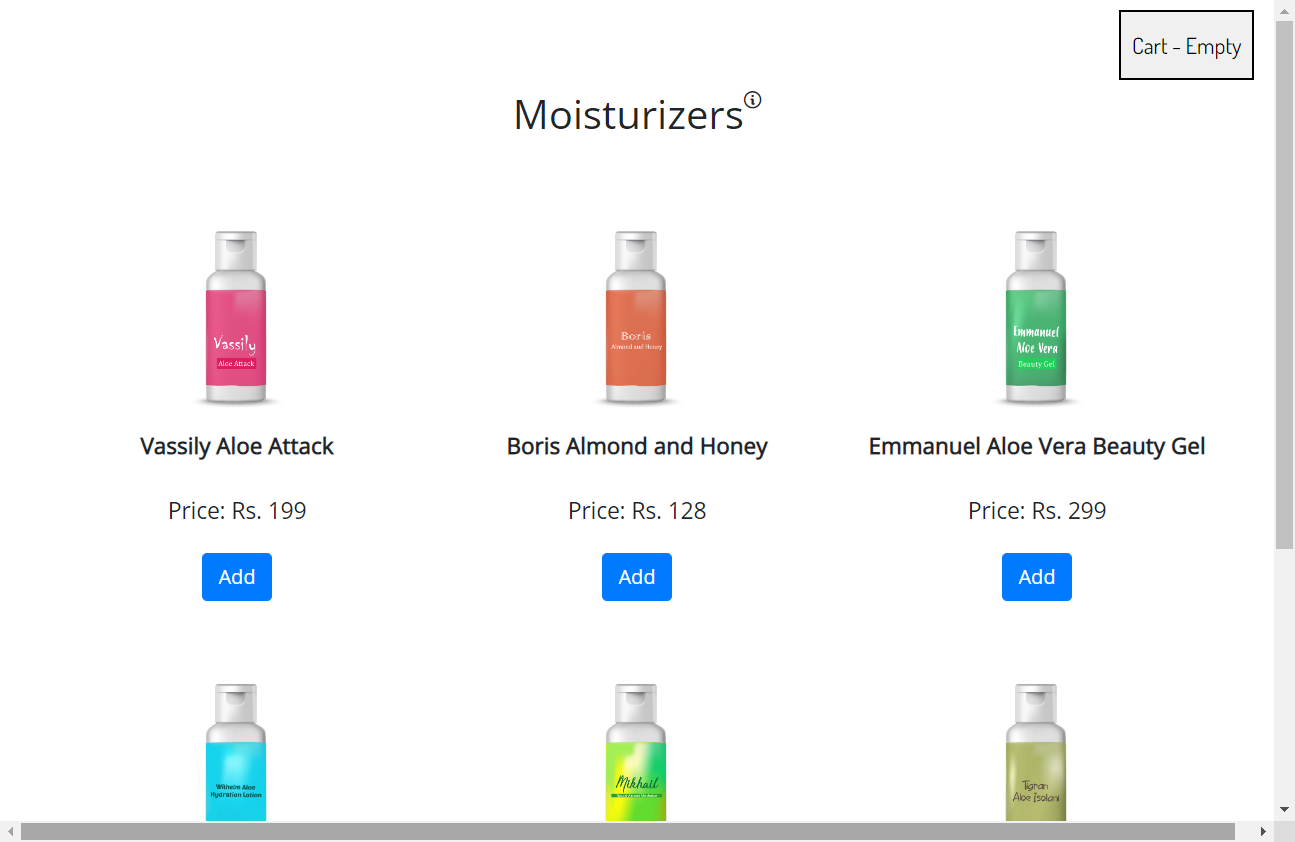 Cart - Empty
Moisturizers
Vassily
Aloe Attack
Boris
Almond and Honey
Emmanuel
Aloe Vera
Beauty Gel
Vassily Aloe Attack
Boris Almond and Honey
Emmanuel Aloe Vera Beauty Gel
Price: Rs. 199
Price: Rs. 128
Price: Rs. 299
Add
Add
Add
Wilhelm Aloe
Hydration Lotion
Mikhail
Tigran
Aloe Isolani